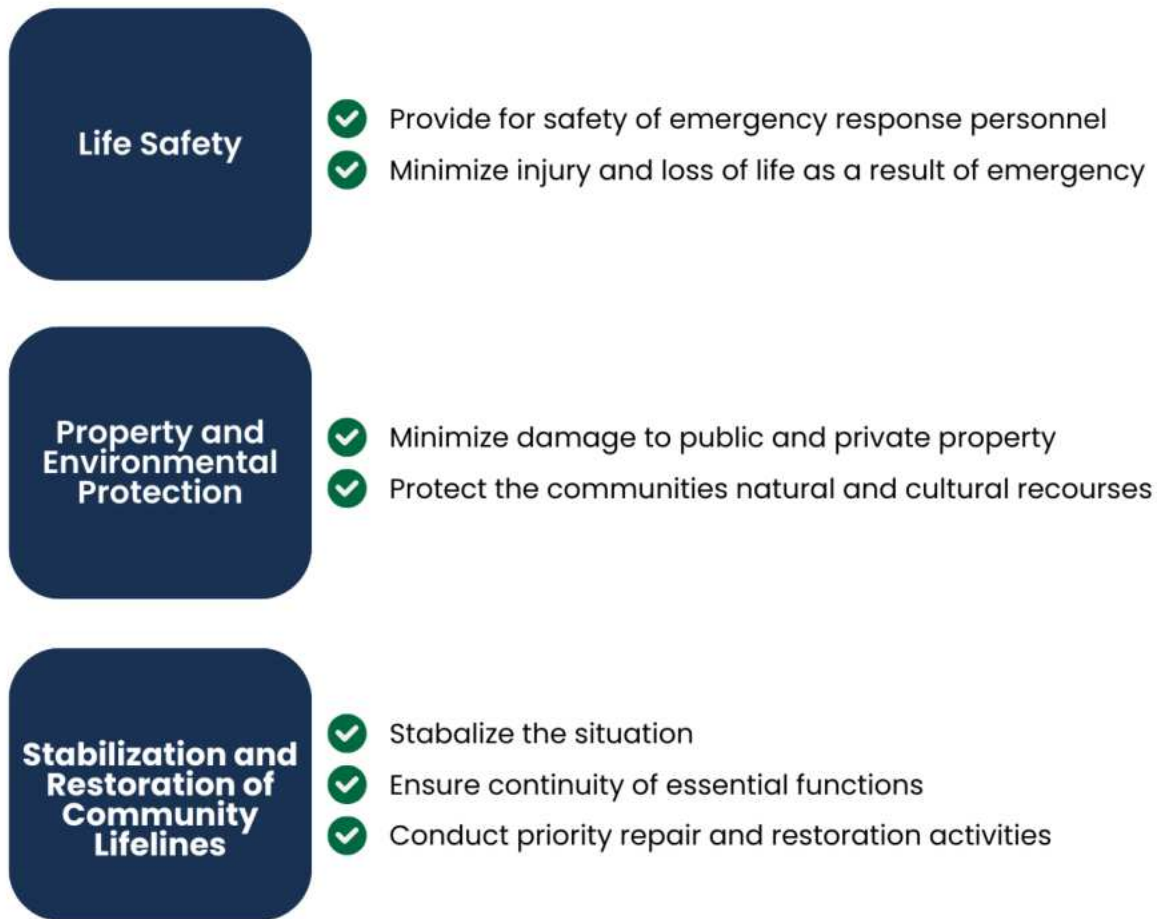 Life Safety
Provide for safety of emergency response personnel
Minimize injury and loss of life as a result of emergency
Property and
Environmental
Protection
Minimize damage to public and private property
Protect the communities natural and cultural recourses
Stabilization and
Restoration of
Community
Lifelines
Stabalize the situation
Ensure continuity of essential functions
Conduct priority repair and restoration activities